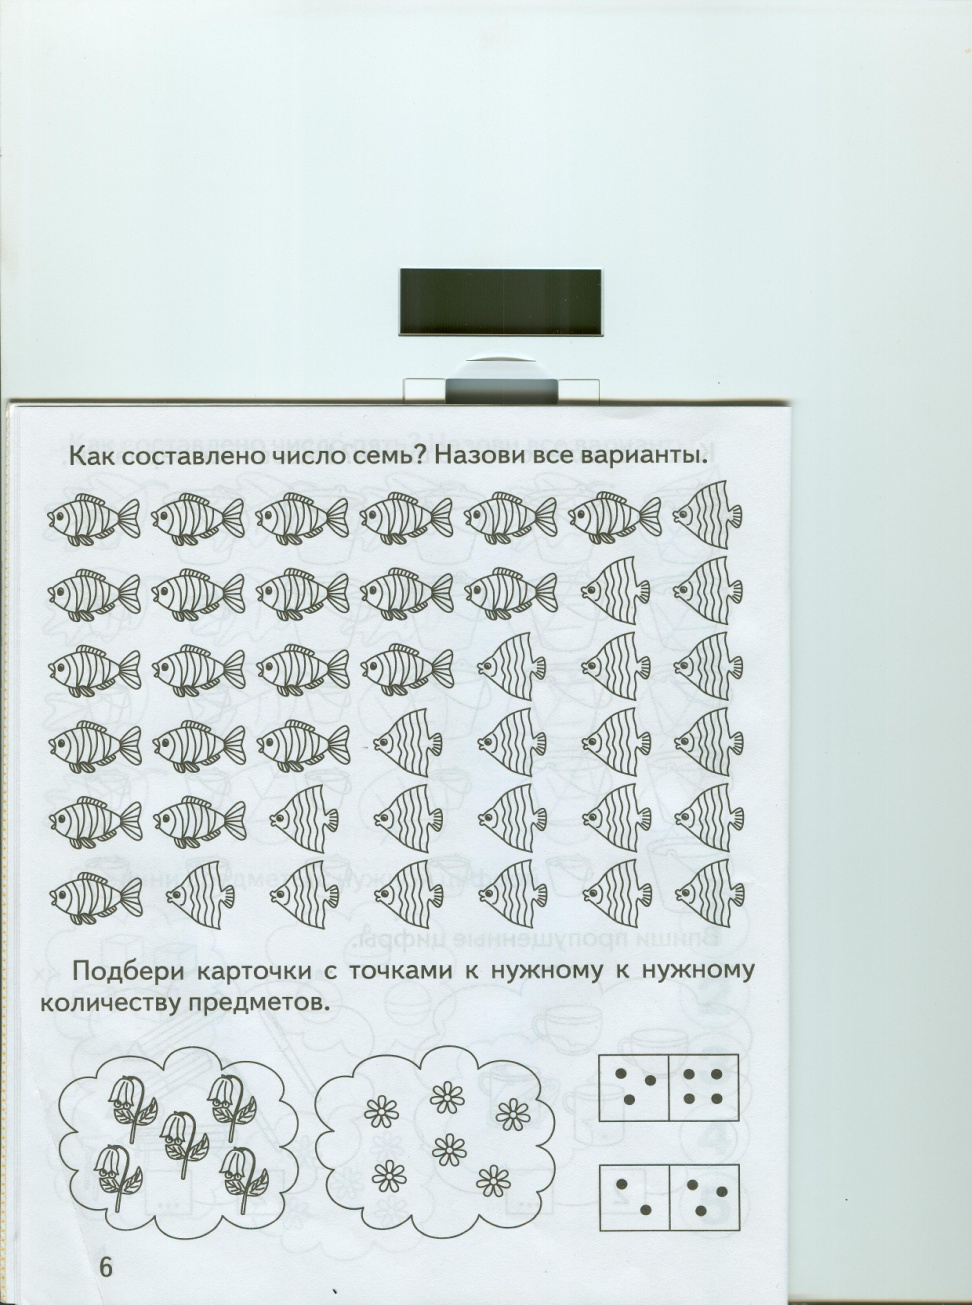 Как составлено число семь? Назови все варианты.
Подбери карточки с точками к нужному к нужному
количеству предметов.
6